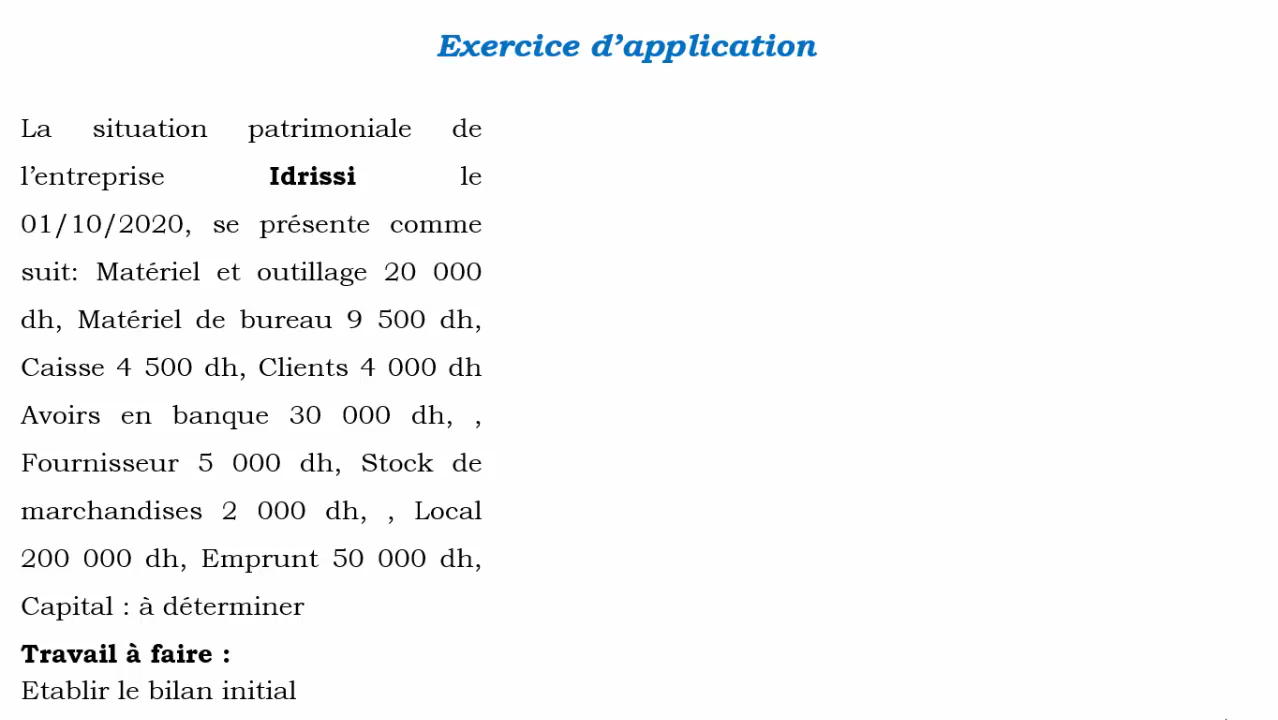 Exercice d’application
La situation patrimoniale de
l’entreprise Idrissi le
01/10/2020, se présente comme
suit: Matériel et outillage 20 000
dh, Matériel de bureau 9 500 dh,
Caisse 4 500 dh, Clients 4 000 dh
Avoirs en banque 30 000 dh, ,
Fournisseur 5 000 dh, Stock de
marchandises 2 000 dh, , Local
200 000 dh, Emprunt 50 000 dh,
Capital : à déterminer
Travail à faire :
Etablir le bilan initial